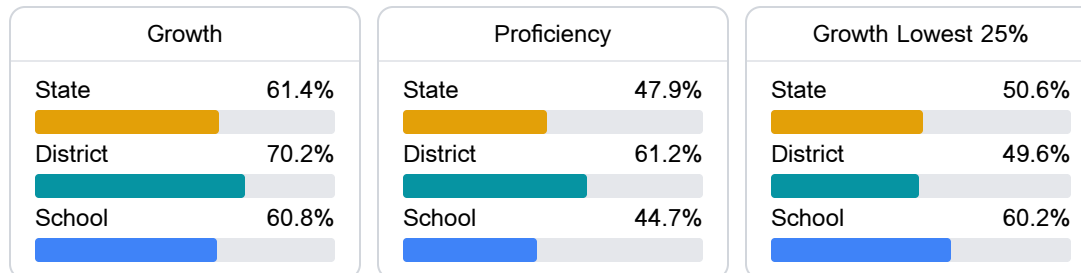 Growth
State 61.4%
District 70.2%
School 60.8%
Proficiency
State 47.9%
District 61.2%
School 44.7%
Growth Lowest 25%
State 50.6%
District 49.6%
School 60.2%